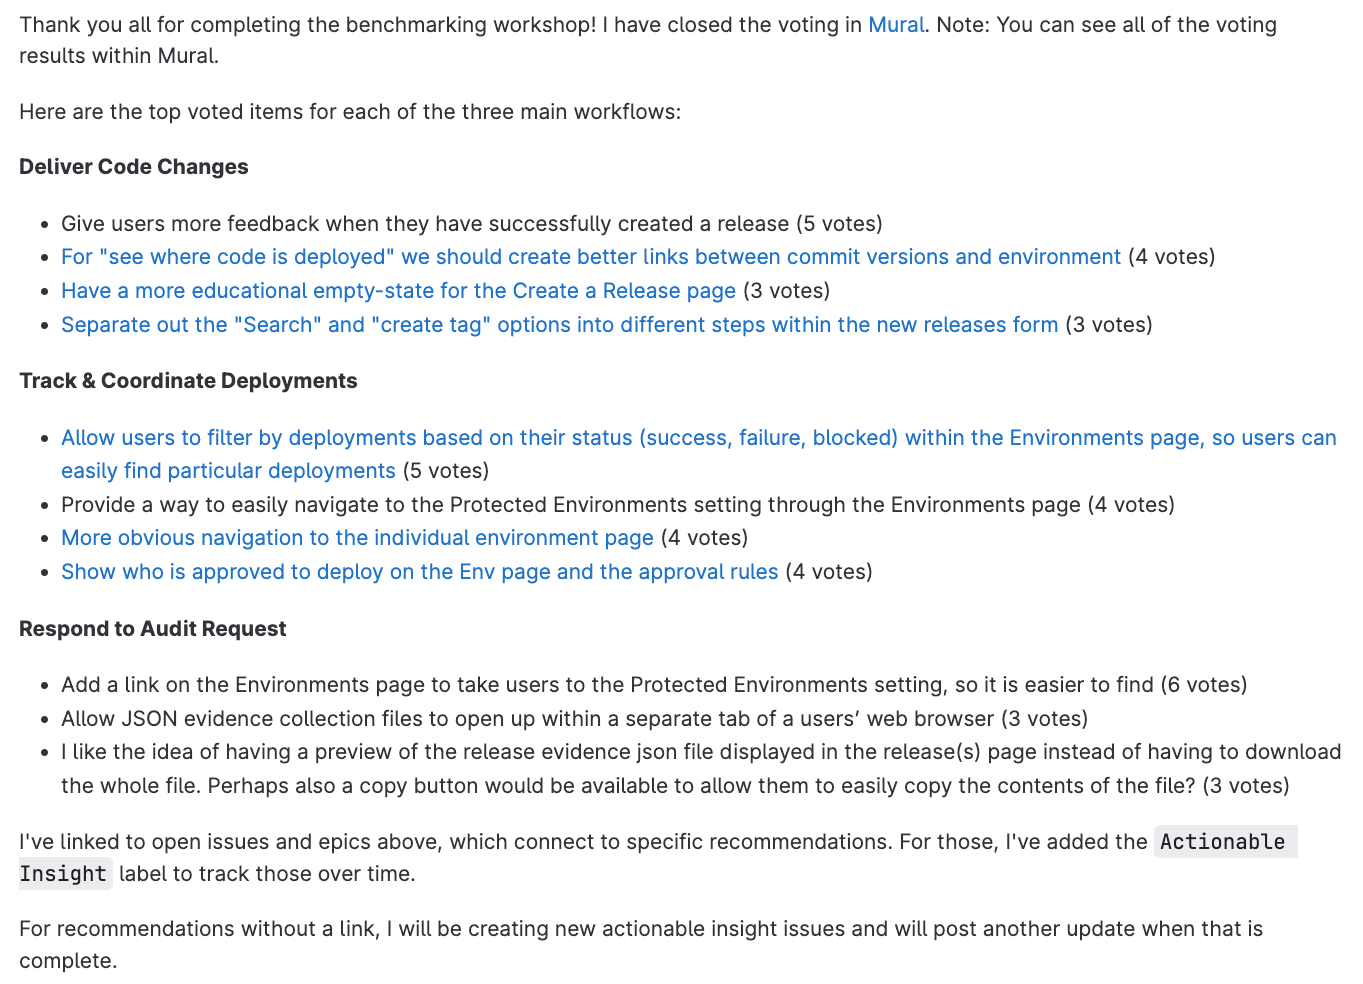 Thank you all for completing the benchmarking workshop! I have closed the voting in Mural. Note: You can see all of the voting
results within Mural.
Here are the top voted items for each of the three main workflows:
Deliver Code Changes
• Give users more feedback when they have successfully created a release (5 votes)
• For "see where code is deployed" we should create better links between commit versions and environment (4 votes)
• Have a more educational empty-state for the Create a Release page (3 votes)
• Separate out the "Search" and "create tag" options into different steps within the new releases form (3 votes)
Track & Coordinate Deployments
• Allow users to filter by deployments based on their status (success, failure, blocked) within the Environments page, so users can
easily find particular deployments (5 votes)
• Provide a way to easily navigate to the Protected Environments setting through the Environments page (4 votes)
• More obvious navigation to the individual environment page (4 votes)
• Show who is approved to deploy on the Env page and the approval rules (4 votes)
Respond to Audit Request
• Add a link on the Environments page to take users to the Protected Environments setting, so it is easier to find (6 votes)
• Allow JSON evidence collection files to open up within a separate tab of a users’ web browser (3 votes)
• I like the idea of having a preview of the release evidence json file displayed in the release(s) page instead of having to download
the whole file. Perhaps also a copy button would be available to allow them to easily copy the contents of the file? (3 votes)
I've linked to open issues and epics above, which connect to specific recommendations. For those, I've added the Actionable
Insight label to track those over time.
For recommendations without a link, I will be creating new actionable insight issues and will post another update when that is
complete.